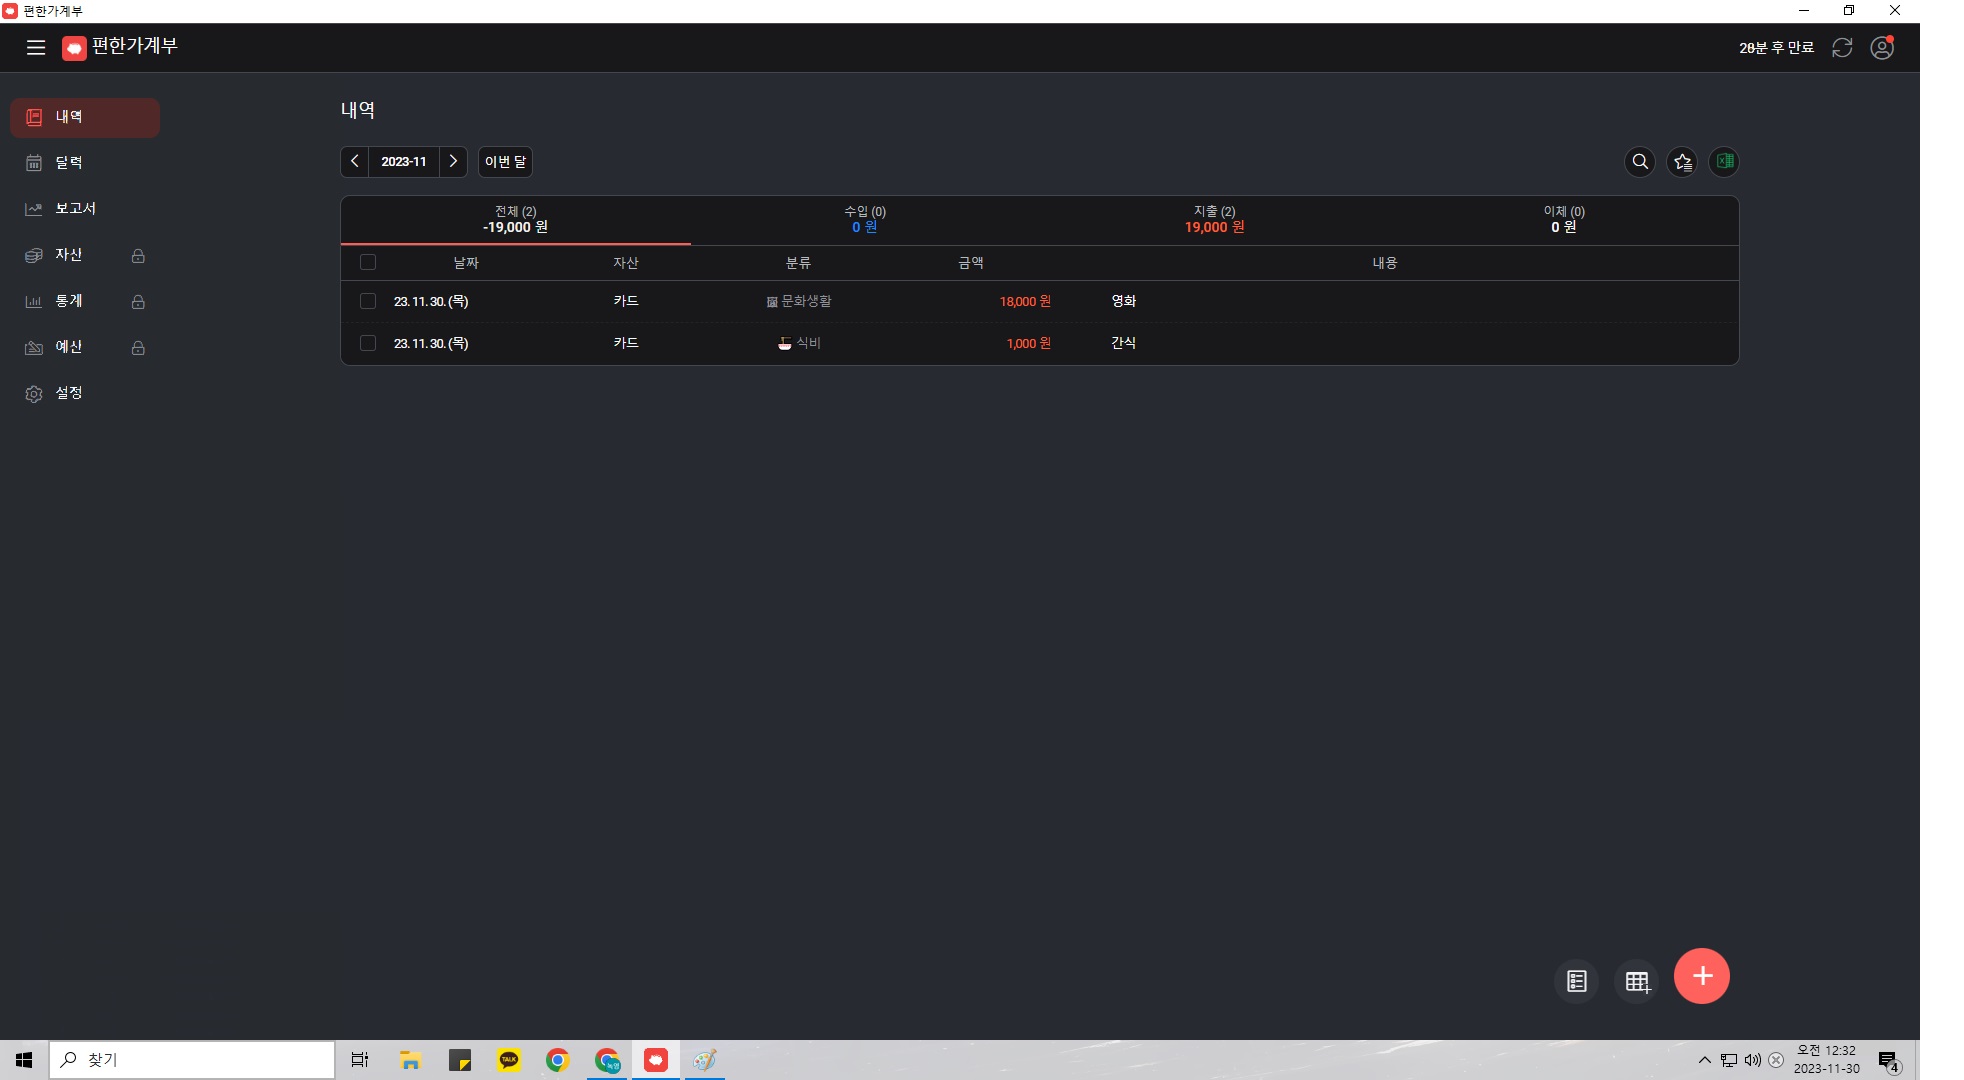 편한가계부
편한가계부
20분 후 만료
내역
달력
보고서
자산
통계
예산
설정
내역
2023-11
이번 달
전체 (2)
-19,000 원
수입 (0)
0 원
지출 (2)
19,000 원
이체 (0)
0 원
날짜 자산 분류 금액 내용
23. 11. 30. (목) 카드 문화생활 18,000 원 영화
23. 11. 30. (목) 카드 식비 1,000 원 간식
찾기
TALK
오전 12:32
2023-11-30
4